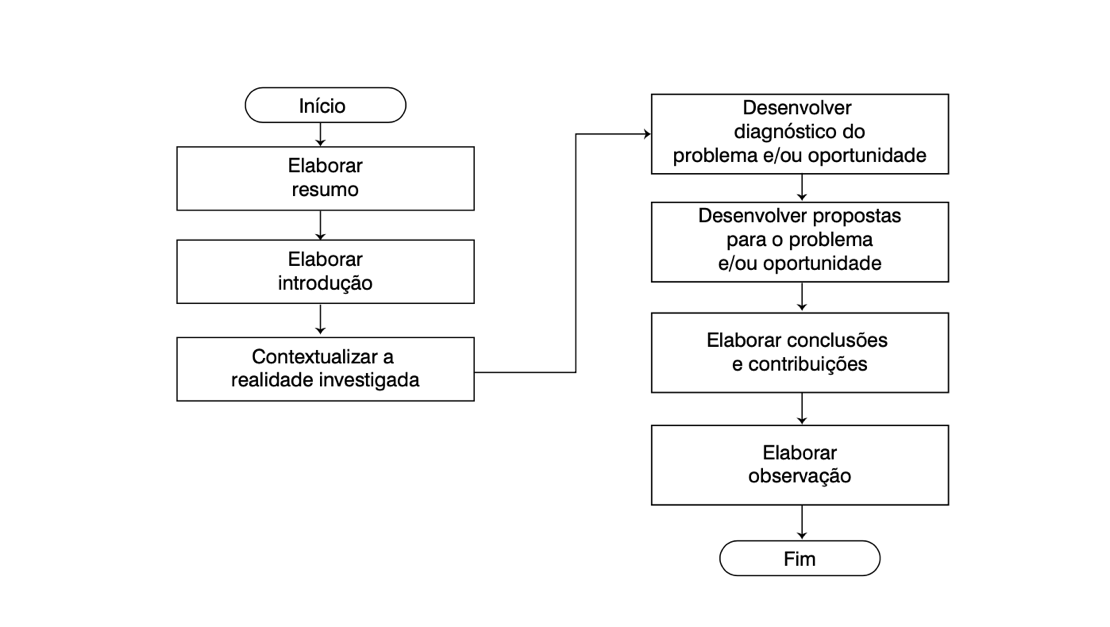 Início
Elaborar
resumo
Elaborar
introdução
Contextualizar a
realidade investigada
Desenvolver
diagnóstico do
problema e/ou oportunidade
Desenvolver propostas
para o problema
e/ou oportunidade
Elaborar conclusões
e contribuições
Elaborar
observação
Fim